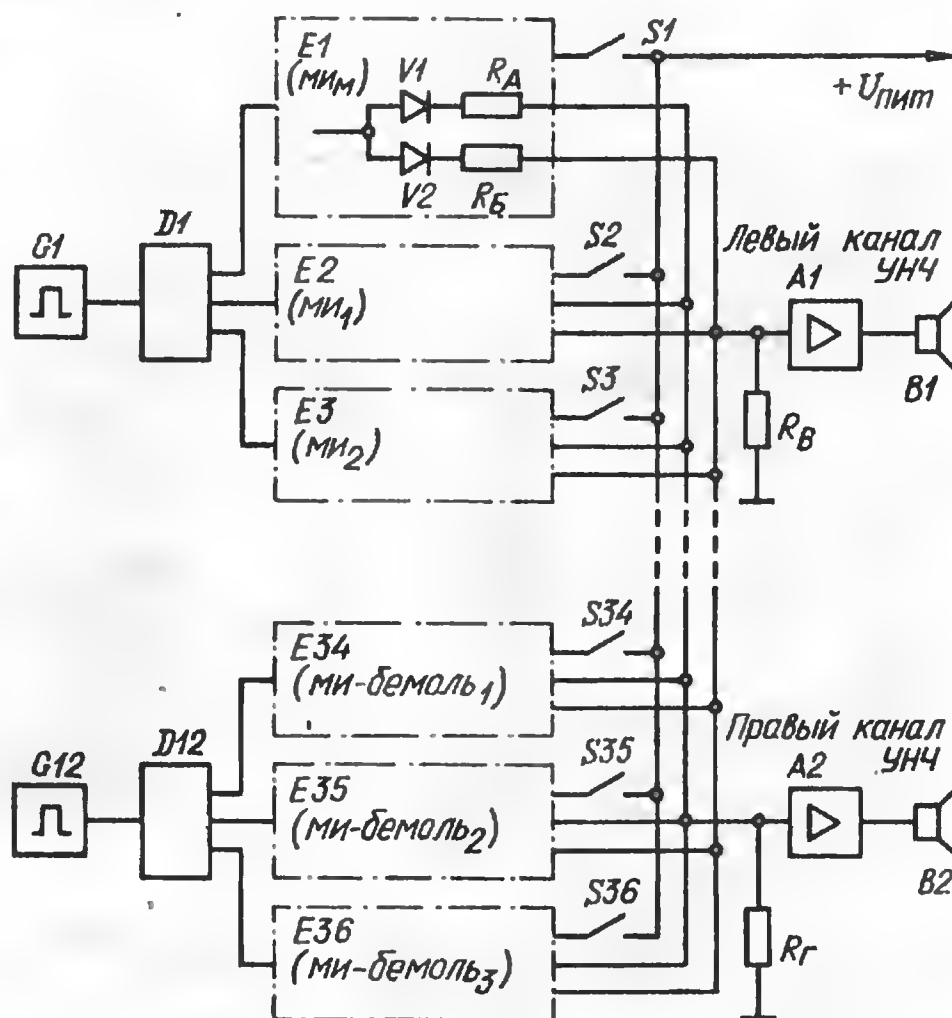 E1
(ми_м)
V1
R_А
V2
R_Б
S1
+ U_пит
G1
D1
E2
(ми_1)
S2
Левый канал
УНЧ
A1
B1
E3
(ми_2)
S3
R_В
E34
(ми-бемоль_1)
S34
G12
D12
E35
(ми-бемоль_2)
S35
Правый канал
УНЧ
A2
B2
E36
(ми-бемоль_3)
S36
R_Г